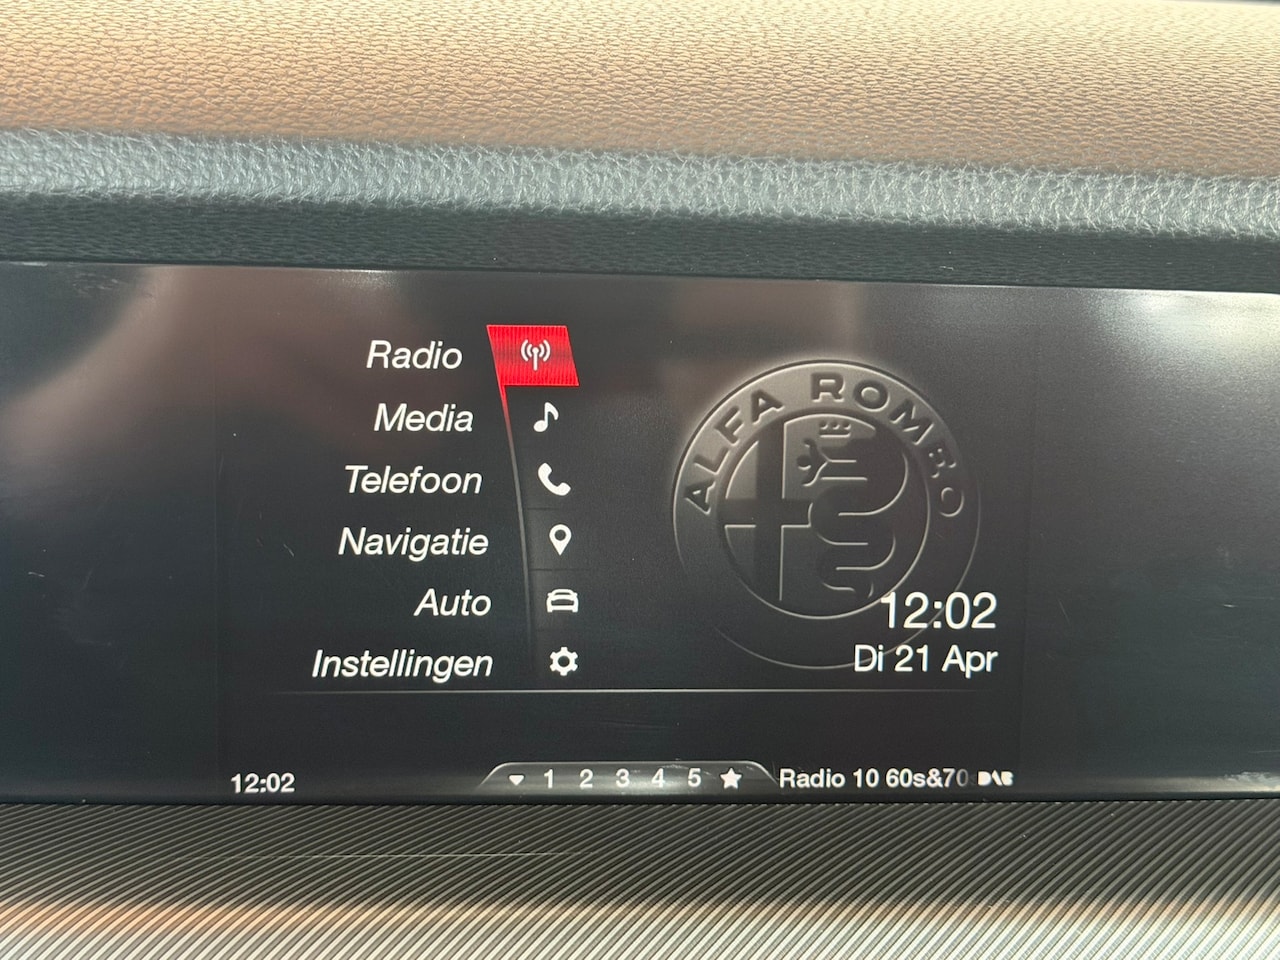 Radio
Media
Telefoon
Navigatie
Auto
Instellingen
ALFA ROMEO
12:02
Di 21 Apr
12:02
1 2 3 4 5
Radio 10 60s&70
DAB